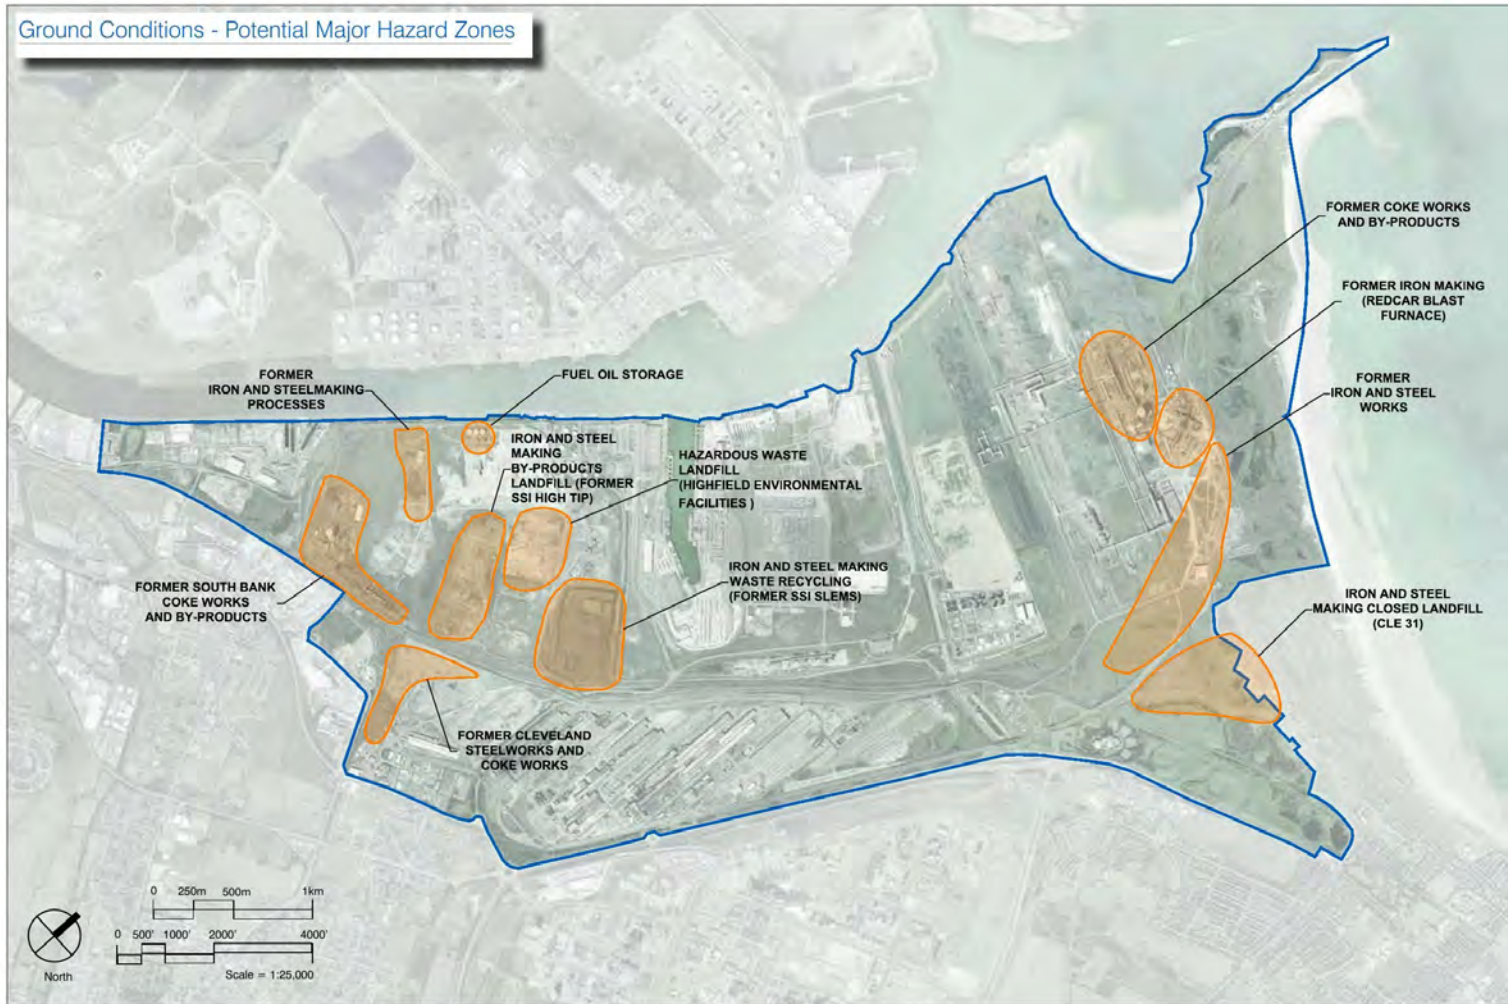 Ground Conditions - Potential Major Hazard Zones
FORMER COKE WORKS
AND BY-PRODUCTS
FORMER IRON MAKING
(REDCAR BLAST
FURNACE)
FORMER
IRON AND STEEL
WORKS
FORMER
IRON AND STEELMAKING
PROCESSES
FUEL OIL STORAGE
IRON AND STEEL
MAKING
BY-PRODUCTS
LANDFILL (FORMER
SSI HIGH TIP)
HAZARDOUS WASTE
LANDFILL
(HIGHFIELD ENVIRONMENTAL
FACILITIES )
IRON AND STEEL MAKING
WASTE RECYCLING
(FORMER SSI SLEMS)
FORMER SOUTH BANK
COKE WORKS
AND BY-PRODUCTS
IRON AND STEEL
MAKING CLOSED LANDFILL
(CLE 31)
FORMER CLEVELAND
STEELWORKS AND
COKE WORKS
0 250m 500m 1km
0 500' 1000' 2000' 4000'
Scale = 1:25,000
North